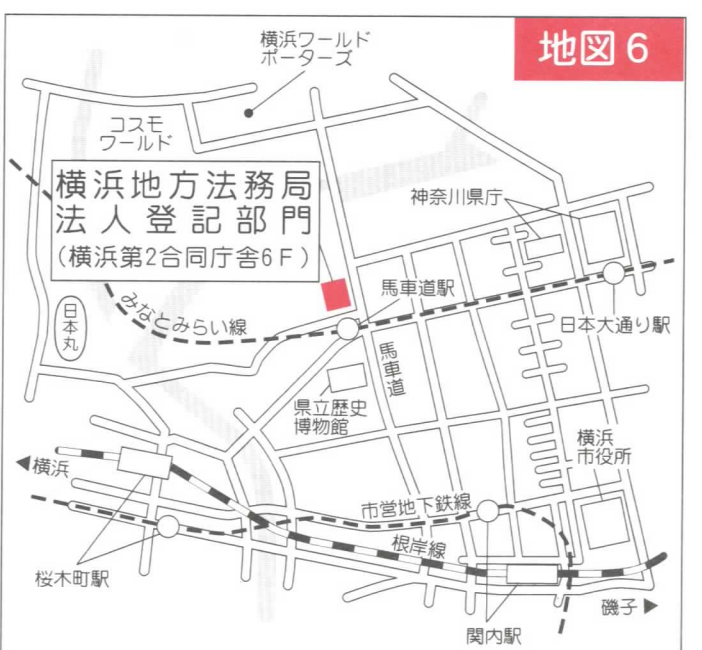 地図6
横浜ワールド
ポーターズ
コスモ
ワールド
横浜地方法務局
法人登記部門
(横浜第2合同庁舎6F)
神奈川県庁
馬車道駅
みなとみらい線
日本丸
日本大通り駅
馬車道
県立歴史
博物館
横浜
市役所
◀横浜
市営地下鉄線
根岸線
桜木町駅
磯子▶
関内駅